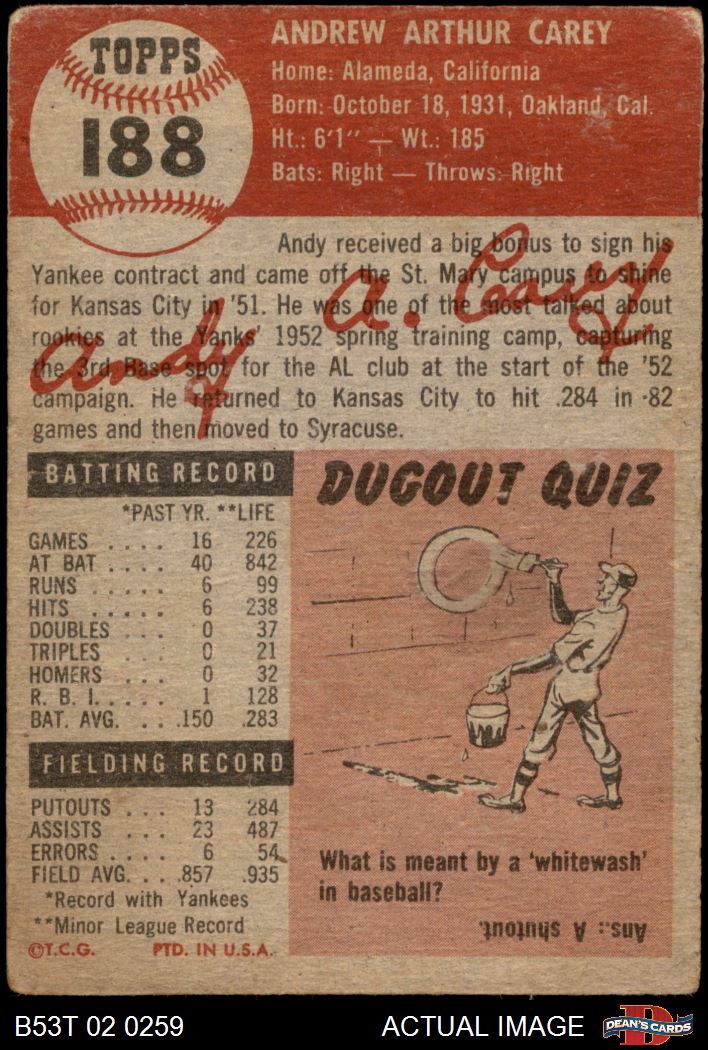 TOPPS
188
ANDREW ARTHUR CAREY
Home: Alameda, California
Born: October 18, 1931, Oakland, Cal.
Ht.: 6'1" — Wt.: 185
Bats: Right — Throws: Right
Andy received a big bonus to sign his
Yankee contract and came off the St. Mary campus to shine
for Kansas City in '51. He was one of the most talked about
rookies at the Yanks' 1952 spring training camp, capturing
the 3rd Base spot for the AL club at the start of the '52
campaign. He returned to Kansas City to hit .284 in 82
games and then moved to Syracuse.
Andy A. Carey
BATTING RECORD
*PAST YR. **LIFE
GAMES . . . . 16 226
AT BAT . . . . 40 842
RUNS . . . . . 6 99
HITS . . . . . 6 238
DOUBLES . . . 0 37
TRIPLES . . . 0 21
HOMERS . . . 0 32
R. B. I. . . . . 1 128
BAT. AVG. . . .150 .283
FIELDING RECORD
PUTOUTS . . . 13 284
ASSISTS . . . 23 487
ERRORS . . . . 6 54
FIELD AVG. . . .857 .935
*Record with Yankees
**Minor League Record
©T.C.G. PTD. IN U.S.A.
DUGOUT QUIZ
What is meant by a 'whitewash'
in baseball?
Ans.: A shutout.
B53T 02 0259
ACTUAL IMAGE
DEAN'S CARDS